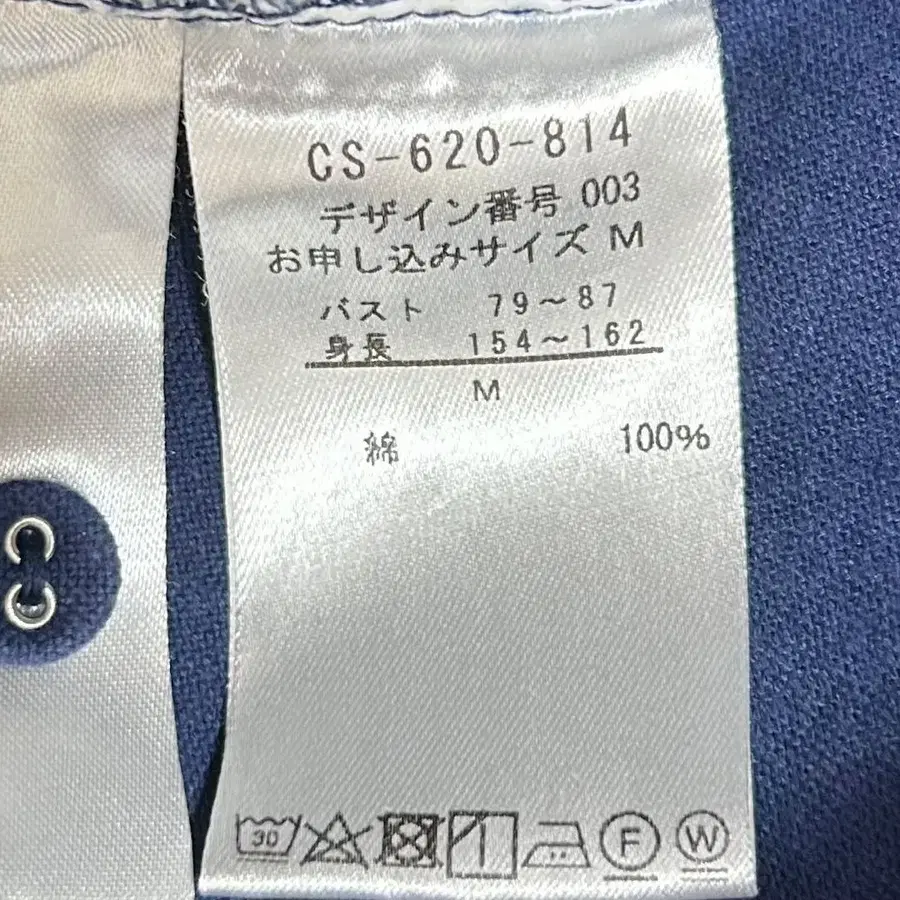 CS-620-814
デザイン番号 003
お申し込みサイズ M
バスト 79～87
身長 154～162
M
綿 100%
30 F W